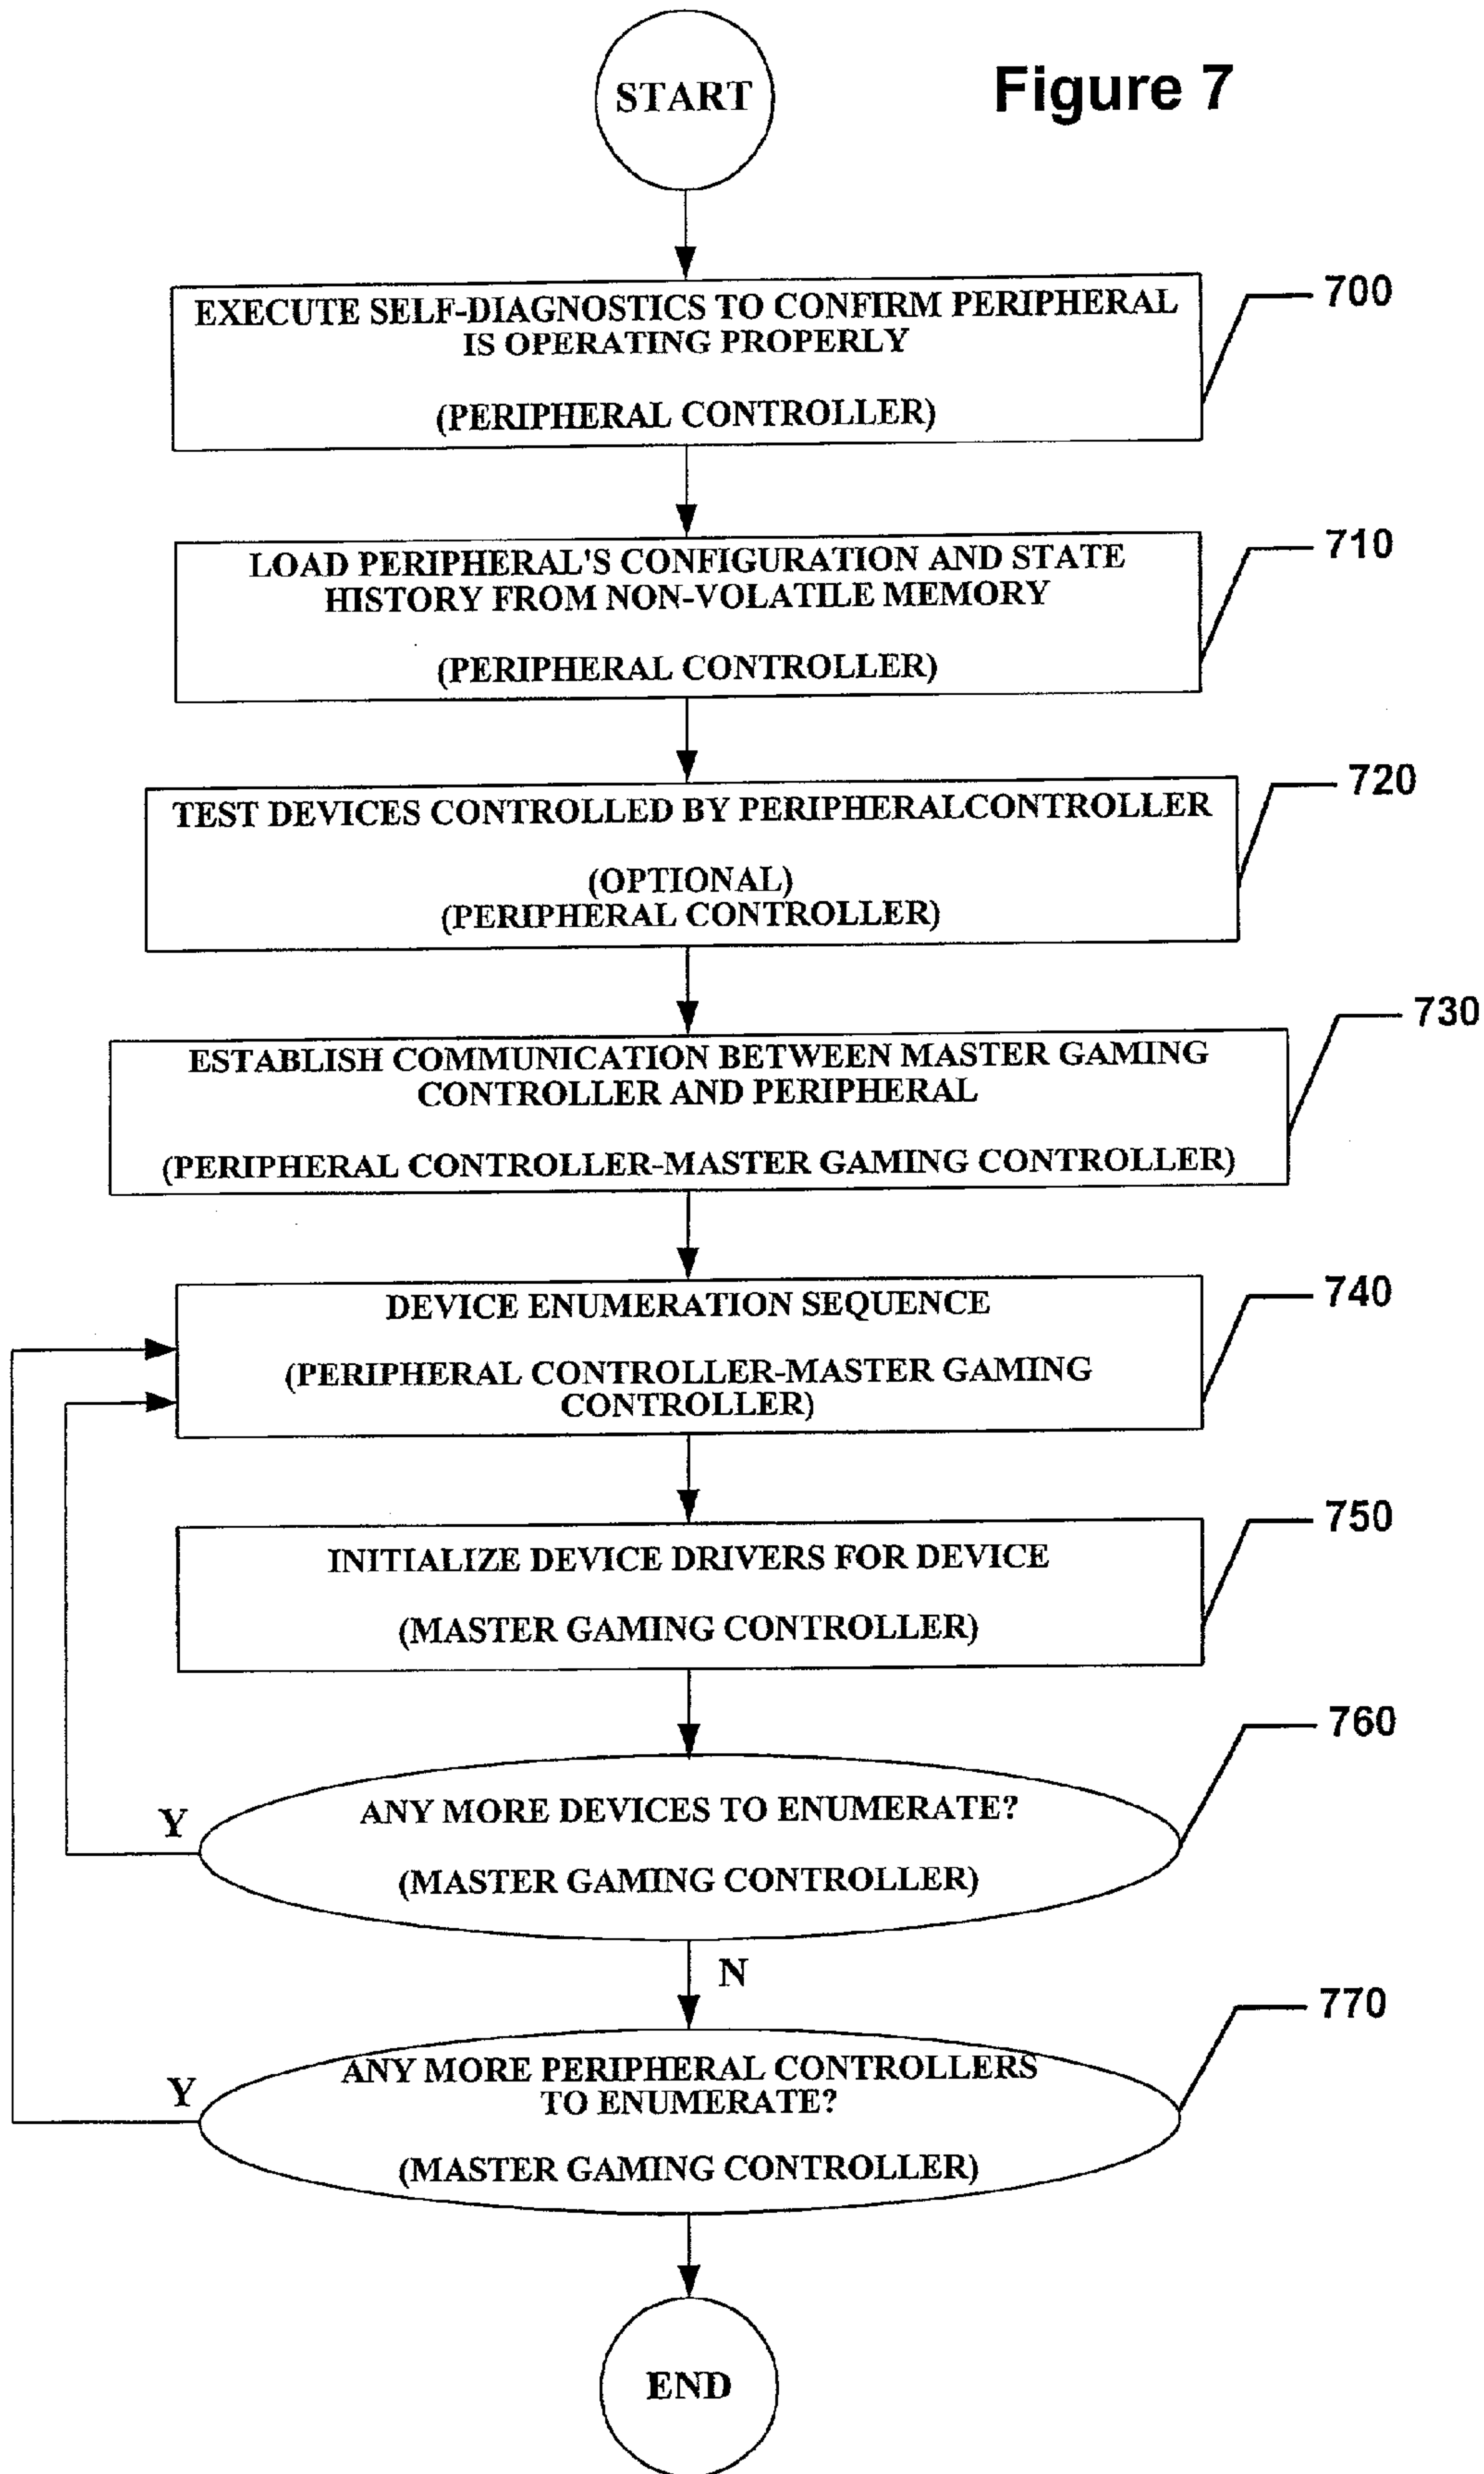 START
Figure 7
EXECUTE SELF-DIAGNOSTICS TO CONFIRM PERIPHERAL
IS OPERATING PROPERLY
(PERIPHERAL CONTROLLER)
700
LOAD PERIPHERAL'S CONFIGURATION AND STATE
HISTORY FROM NON-VOLATILE MEMORY
(PERIPHERAL CONTROLLER)
710
TEST DEVICES CONTROLLED BY PERIPHERALCONTROLLER
(OPTIONAL)
(PERIPHERAL CONTROLLER)
720
ESTABLISH COMMUNICATION BETWEEN MASTER GAMING
CONTROLLER AND PERIPHERAL
(PERIPHERAL CONTROLLER-MASTER GAMING CONTROLLER)
730
DEVICE ENUMERATION SEQUENCE
(PERIPHERAL CONTROLLER-MASTER GAMING
CONTROLLER)
740
INITIALIZE DEVICE DRIVERS FOR DEVICE
(MASTER GAMING CONTROLLER)
750
ANY MORE DEVICES TO ENUMERATE?
(MASTER GAMING CONTROLLER)
760
Y
N
ANY MORE PERIPHERAL CONTROLLERS
TO ENUMERATE?
(MASTER GAMING CONTROLLER)
770
Y
END